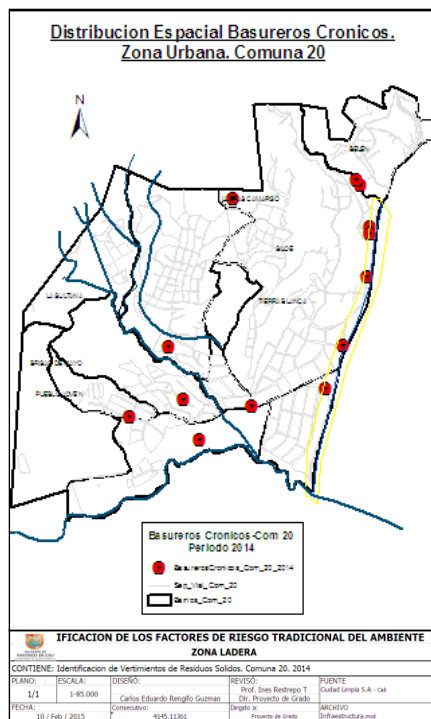 Distribucion Espacial Basureros Cronicos.
Zona Urbana. Comuna 20
N
BELEN
SILOE
TIERRA BLANCA
LA SULTANA
PUEBLO JOVEN
Basureros Cronicos-Com 20
Periodo 2014
BasurerosCronicos_Com_20_2014
Sep_Vial_Com_20
Barrios_Com_20
IFICACION DE LOS FACTORES DE RIESGO TRADICIONAL DEL AMBIENTE
ZONA LADERA
CONTIENE: Identificacion de Vertimientos de Residuos Solidos. Comuna 20. 2014
PLANO:
1/1
ESCALA:
1-85.000
DISEÑO:
Carlos Eduardo Rengifo Guzman
REVISÓ:
Prof. Ines Restrepo T
Dir. Proyecto de Grado
FUENTE
Ciudad Limpia S.A - Cali
FECHA:
10 / Feb / 2015
Consecutivo:
4145.11361
Dirigido a:
Proyecto de Grado
ARCHIVO
Infraestructura.mxd